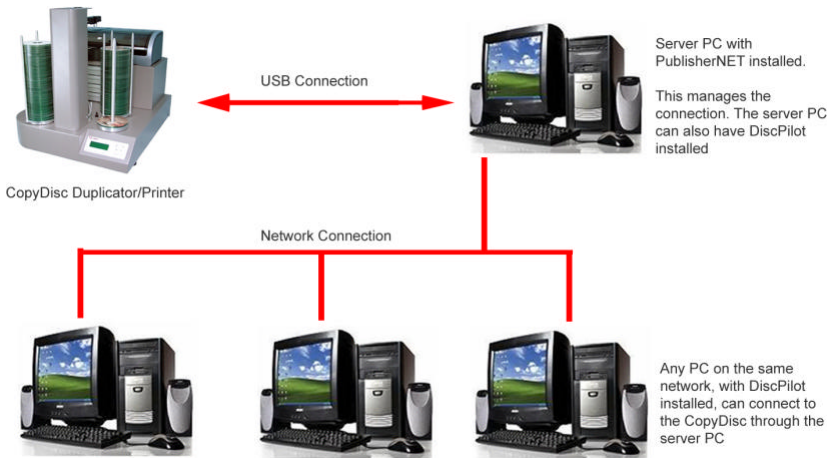 Server PC with
PublisherNET installed.
USB Connection
This manages the
connection. The server PC
can also have DiscPilot
installed
CopyDisc Duplicator/Printer
Network Connection
Any PC on the same
network, with DiscPilot
installed, can connect to
the CopyDisc through the
server PC